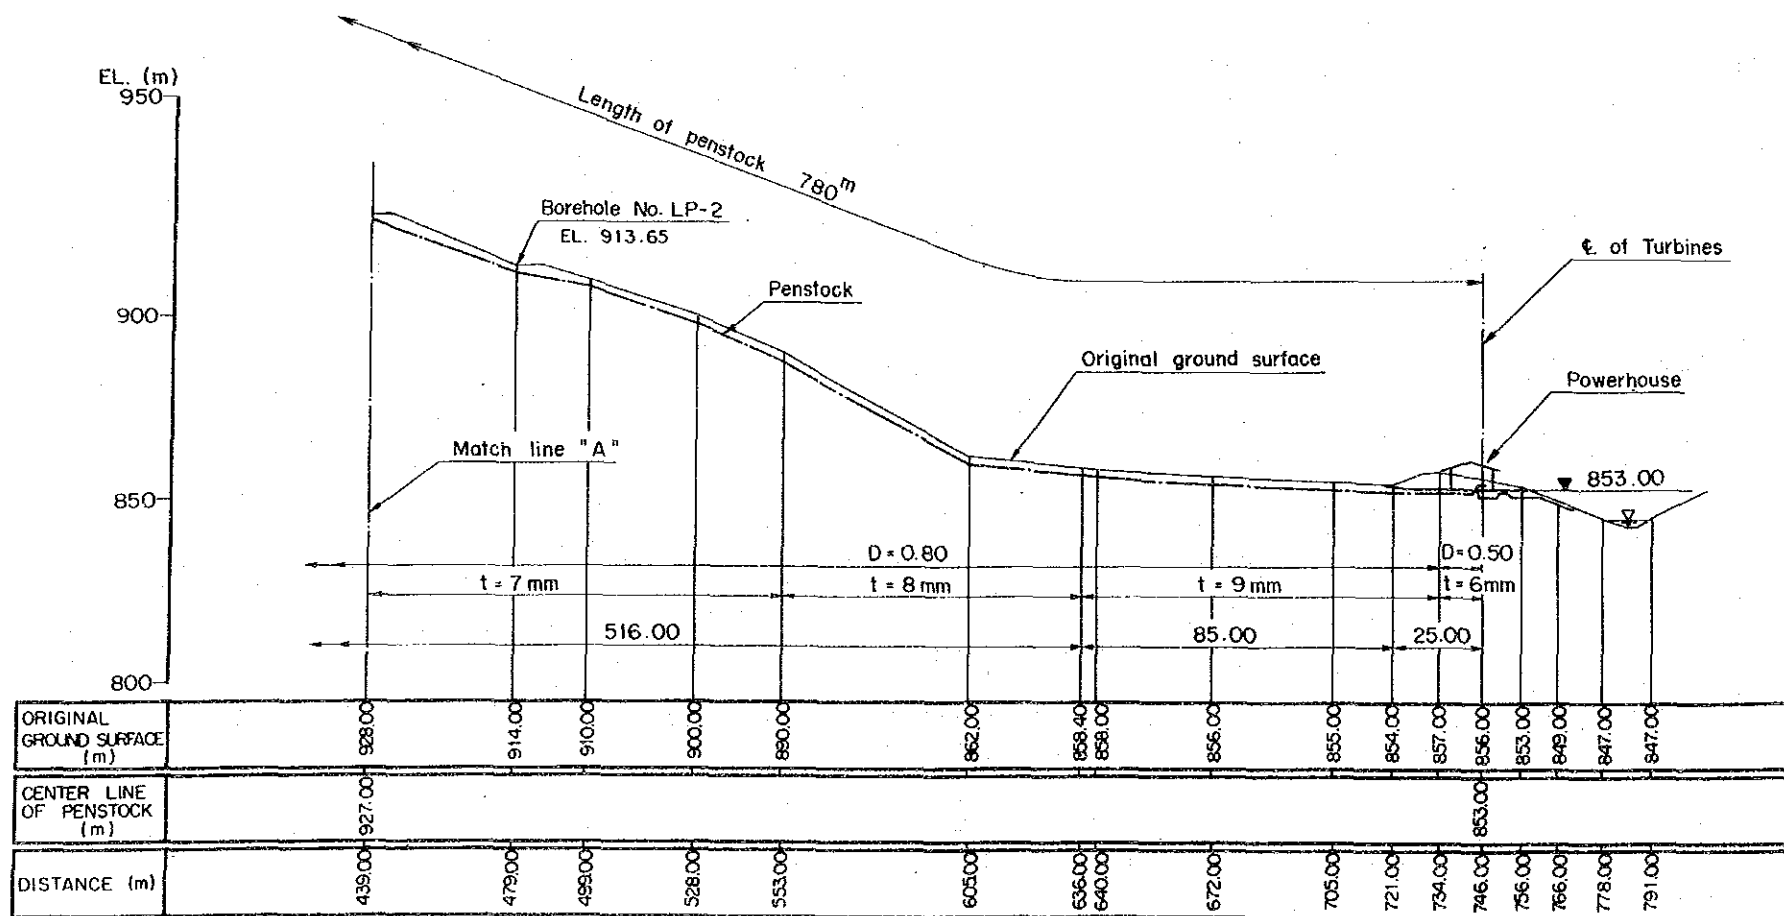 EL. (m)
950
900
850
800
Length of penstock 780m
Borehole No. LP-2
EL. 913.65
Penstock
℄ of Turbines
Original ground surface
Powerhouse
Match line "A"
853.00
D=0.80
D=0.50
t=7mm
t=8mm
t=9mm
t=6mm
516.00
85.00
25.00
ORIGINAL
GROUND SURFACE
(m)
928.00 914.00 910.00 900.00 890.00 862.00 858.40 858.00 856.00 855.00 854.00 857.00 856.00 853.00 849.00 847.00 847.00
CENTER LINE
OF PENSTOCK
(m)
927.00 853.00
DISTANCE (m)
439.00 479.00 499.00 528.00 553.00 605.00 636.00 640.00 672.00 705.00 721.00 734.00 746.00 756.00 766.00 778.00 791.00